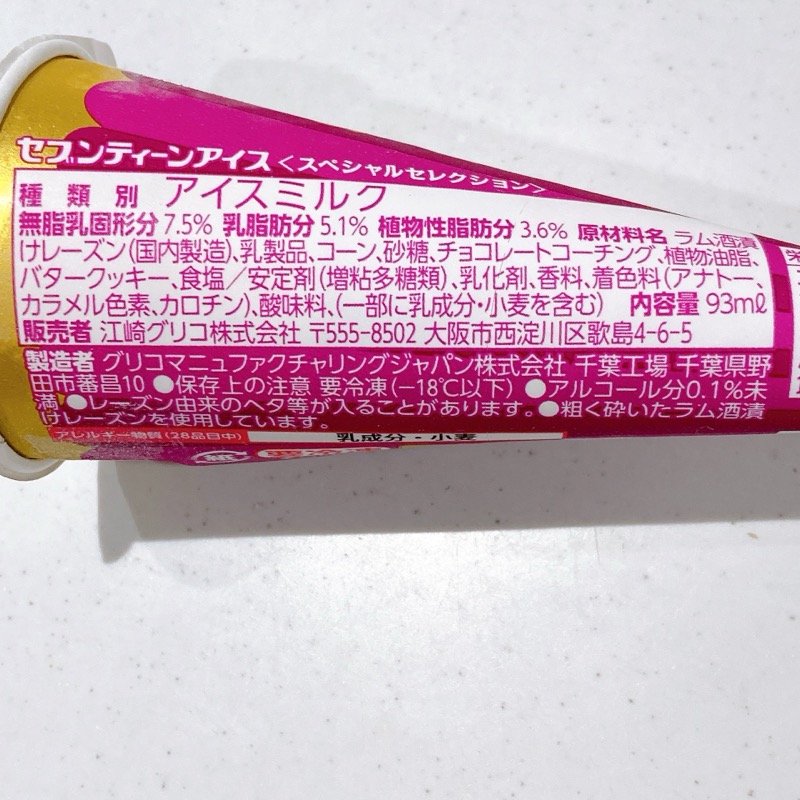 セブンティーンアイス〈スペシャルセレクション〉
種類別 アイスミルク
無脂乳固形分7.5% 乳脂肪分5.1% 植物性脂肪分3.6% 原材料名 ラム酒漬
けレーズン(国内製造)、乳製品、コーン、砂糖、チョコレートコーチング、植物油脂、
バタークッキー、食塩/安定剤(増粘多糖類)、乳化剤、香料、着色料(アナトー、
カラメル色素、カロチン)、酸味料、(一部に乳成分・小麦を含む) 内容量 93mℓ
販売者 江崎グリコ株式会社 〒555-8502 大阪市西淀川区歌島4-6-5
製造者 グリコマニュファクチャリングジャパン株式会社 千葉工場 千葉県野
田市蕃昌10 ●保存上の注意 要冷凍(−18℃以下) ●アルコール分0.1%未
満 ●レーズン由来のヘタ等が入ることがあります。●粗く砕いたラム酒漬
けレーズンを使用しています。
アレルギー物質(28品目中) 乳成分・小麦
紙